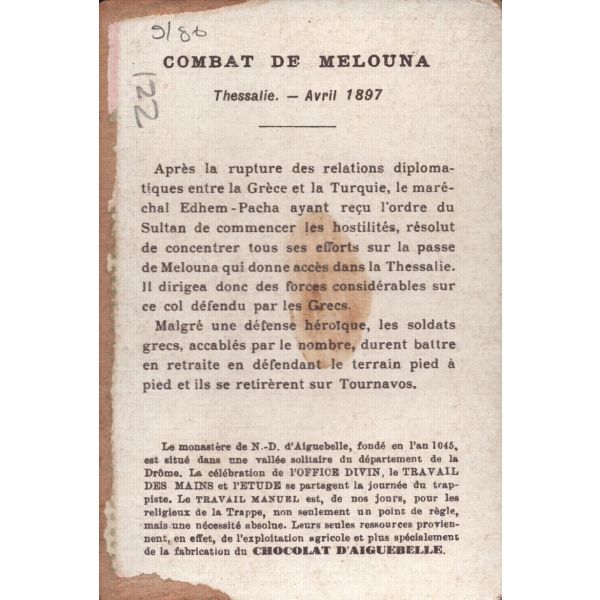 9/86
122
COMBAT DE MELOUNA
Thessalie. — Avril 1897
Après la rupture des relations diploma-
tiques entre la Grèce et la Turquie, le maré-
chal Edhem-Pacha ayant reçu l'ordre du
Sultan de commencer les hostilités, résolut
de concentrer tous ses efforts sur la passe
de Melouna qui donne accès dans la Thessalie.
Il dirigea donc des forces considérables sur
ce col défendu par les Grecs.
Malgré une défense héroïque, les soldats
grecs, accablés par le nombre, durent battre
en retraite en défendant le terrain pied à
pied et ils se retirèrent sur Tournavos.
Le monastère de N.-D. d'Aiguebelle, fondé en l'an 1045,
est situé dans une vallée solitaire du département de la
Drôme. La célébration de l'OFFICE DIVIN, le TRAVAIL
DES MAINS et l'ETUDE se partagent la journée du trap-
piste. Le TRAVAIL MANUEL est, de nos jours, pour les
religieux de la Trappe, non seulement un point de règle,
mais une nécessité absolue. Leurs seules ressources provien-
nent, en effet, de l'exploitation agricole et plus spécialement
de la fabrication du CHOCOLAT D'AIGUEBELLE.